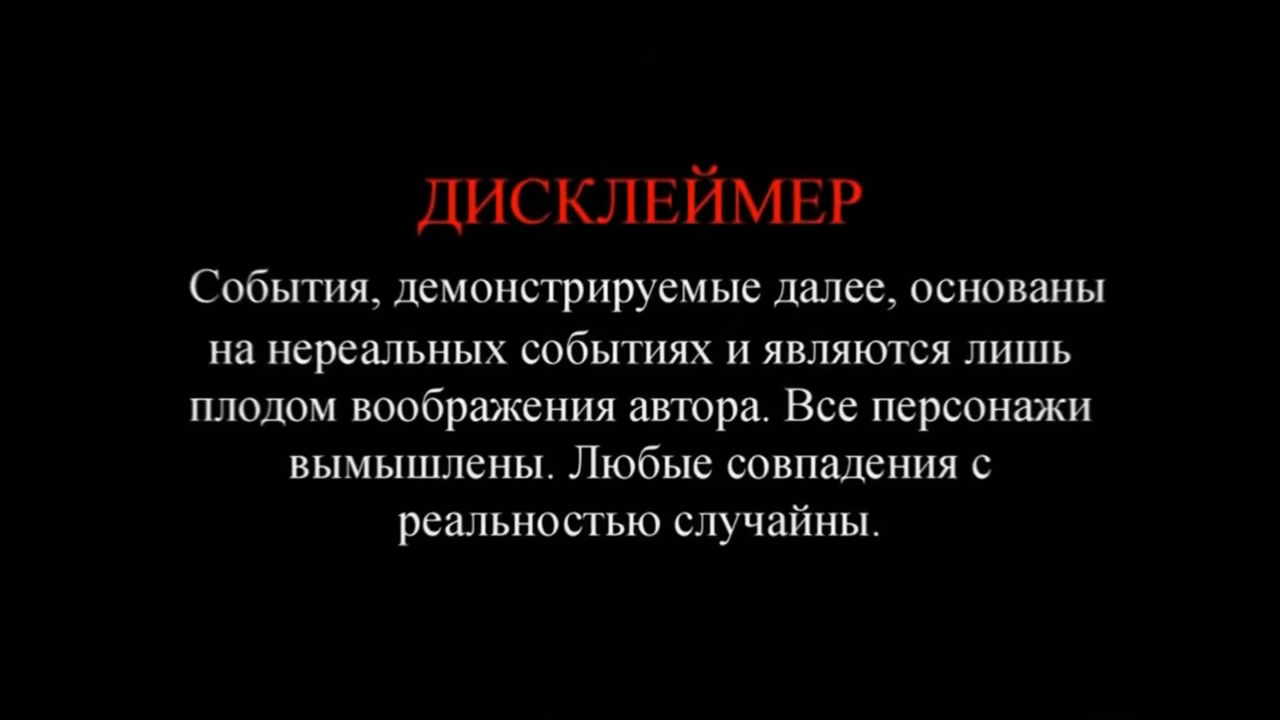 ДИСКЛЕЙМЕР
События, демонстрируемые далее, основаны
на нереальных событиях и являются лишь
плодом воображения автора. Все персонажи
вымышлены. Любые совпадения с
реальностью случайны.